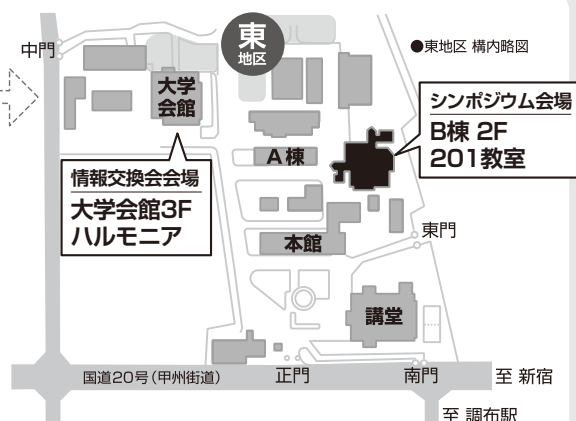 東
地区
●東地区 構内略図
中門
大学
会館
シンポジウム会場
B棟 2F
201教室
A棟
情報交換会会場
大学会館3F
ハルモニア
本館
東門
講堂
国道20号（甲州街道）
正門
南門
至 新宿
至 調布駅